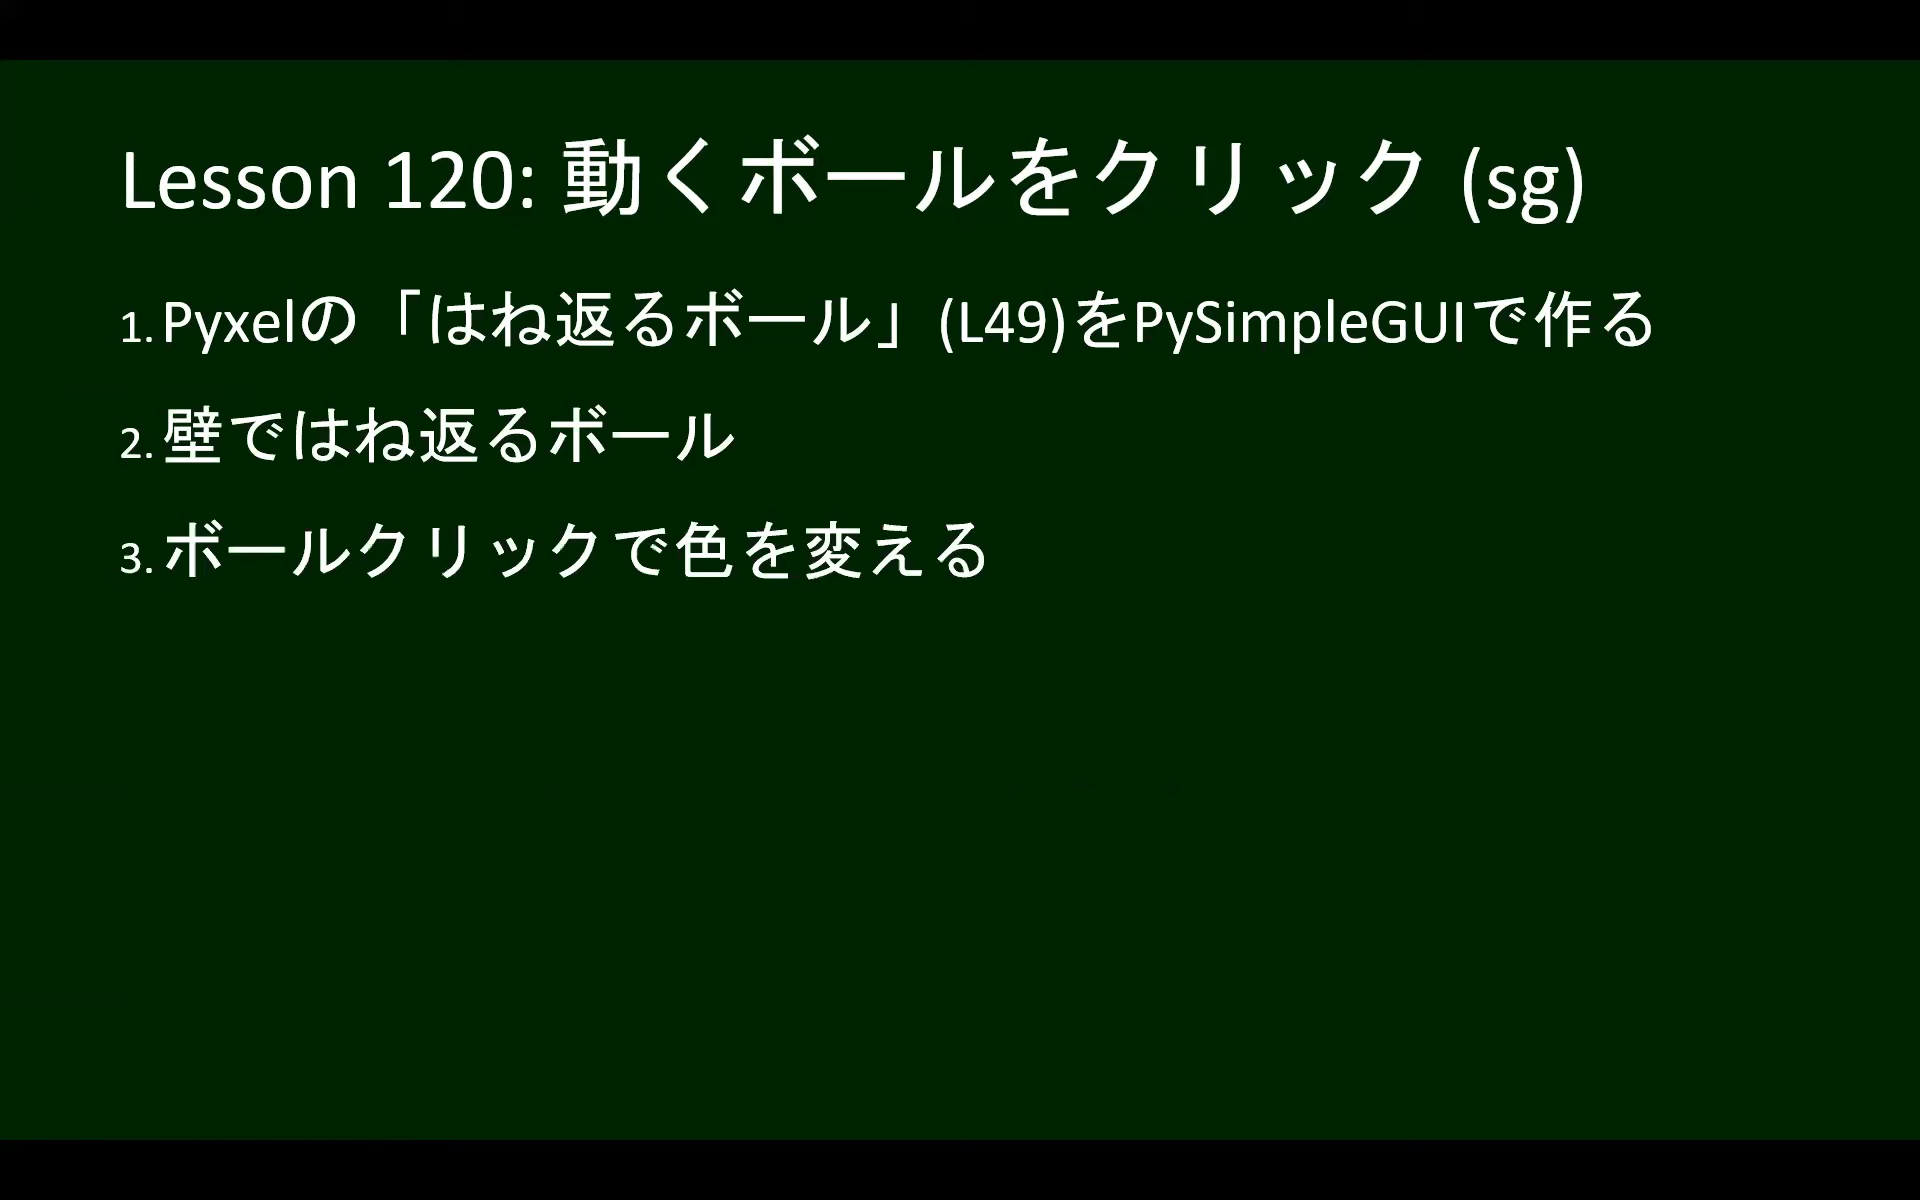 Lesson 120: 動くボールをクリック (sg)
1. Pyxelの「はね返るボール」(L49)をPySimpleGUIで作る
2. 壁ではね返るボール
3. ボールクリックで色を変える